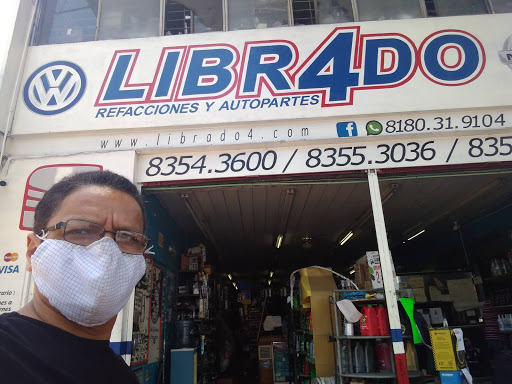 LIBR4DO
REFACCIONES Y AUTOPARTES
www.librado4.com
8180.31.9104
8354.3600 / 8355.3036 / 835
VISA